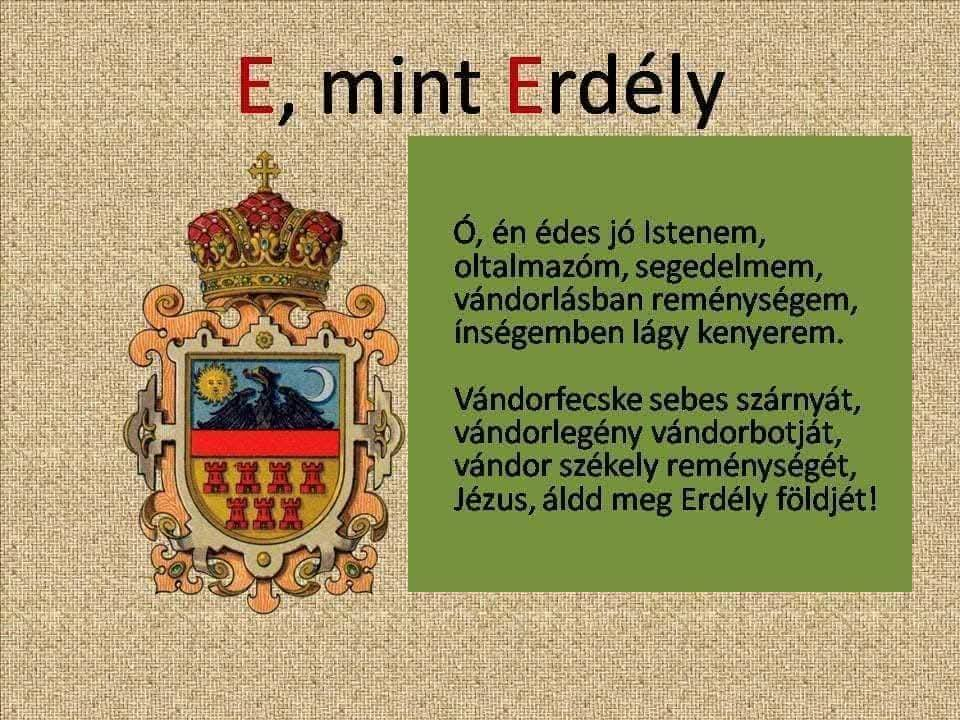 E, mint Erdély
Ó, én édes jó Istenem,
oltalmazóm, segedelmem,
vándorlásban reménységem,
ínségemben lágy kenyerem.
Vándorfecske sebes szárnyát,
vándorlegény vándorbotját,
vándor székely reménységét,
Jézus, áldd meg Erdély földjét!